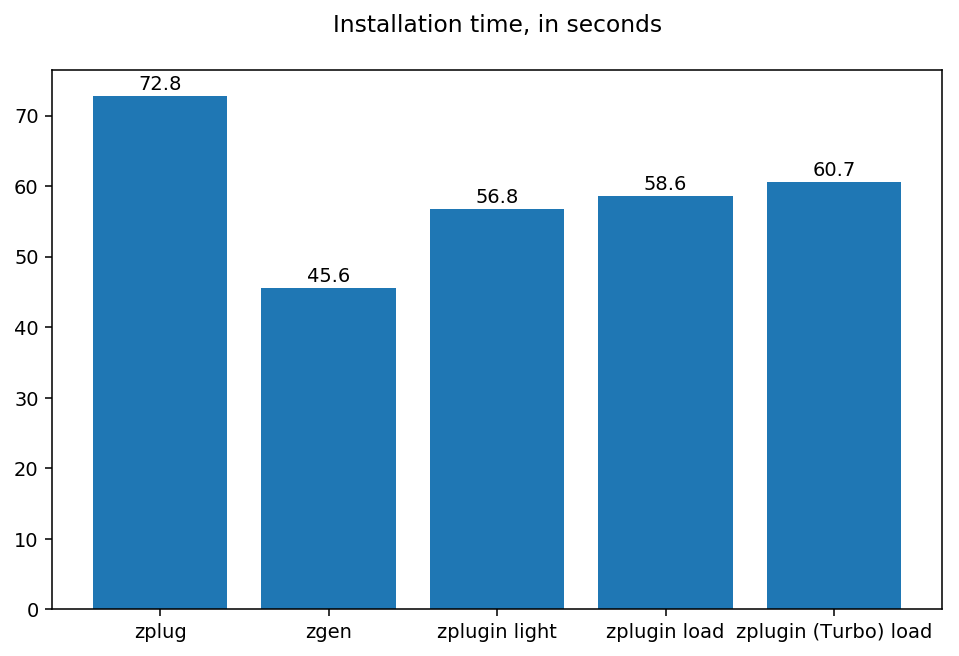 Installation time, in seconds
72.8
45.6
56.8
58.6
60.7
70
60
50
40
30
20
10
0
zplug
zgen
zplugin light
zplugin load
zplugin (Turbo) load